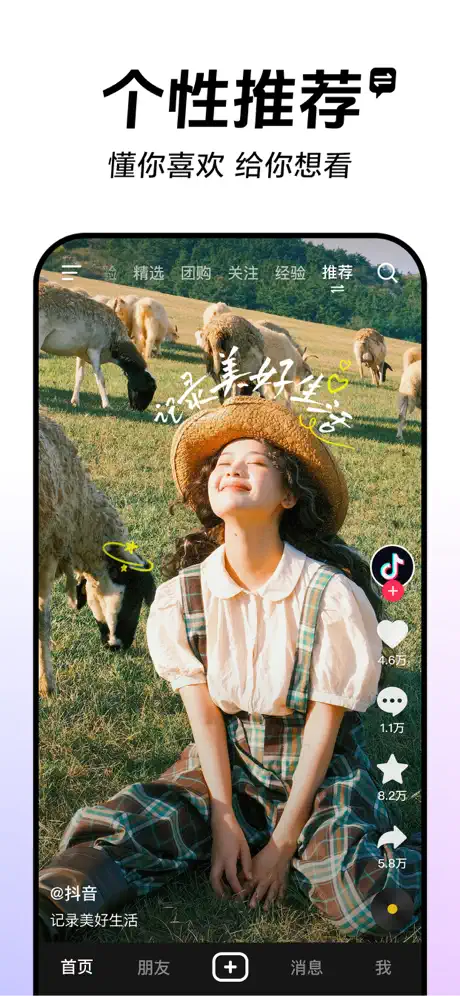 个性推荐
懂你喜欢 给你想看
验 精选 团购 关注 经验 推荐
记录美好生活
4.6万
1.1万
8.2万
5.8万
@抖音
记录美好生活
首页 朋友 消息 我